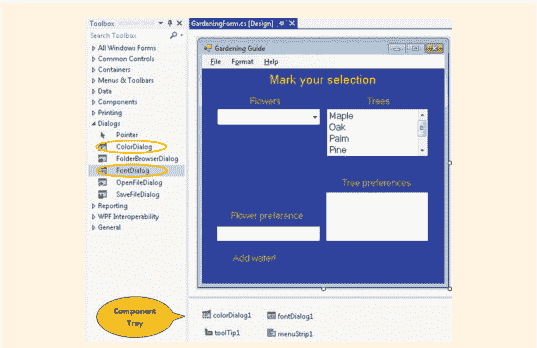 Toolbox
GardeningForm.cs [Design]
Search Toolbox
All Windows Forms
Common Controls
Containers
Menus & Toolbars
Data
Components
Printing
Dialogs
Pointer
ColorDialog
FolderBrowserDialog
FontDialog
OpenFileDialog
SaveFileDialog
Reporting
WPF Interoperability
General
Gardening Guide
File Format Help
Mark your selection
Flowers Trees
Maple
Oak
Palm
Pine
Tree preferences
Flower preference
Add water!
Component
Tray
colorDialog1 fontDialog1
toolTip1 menuStrip1